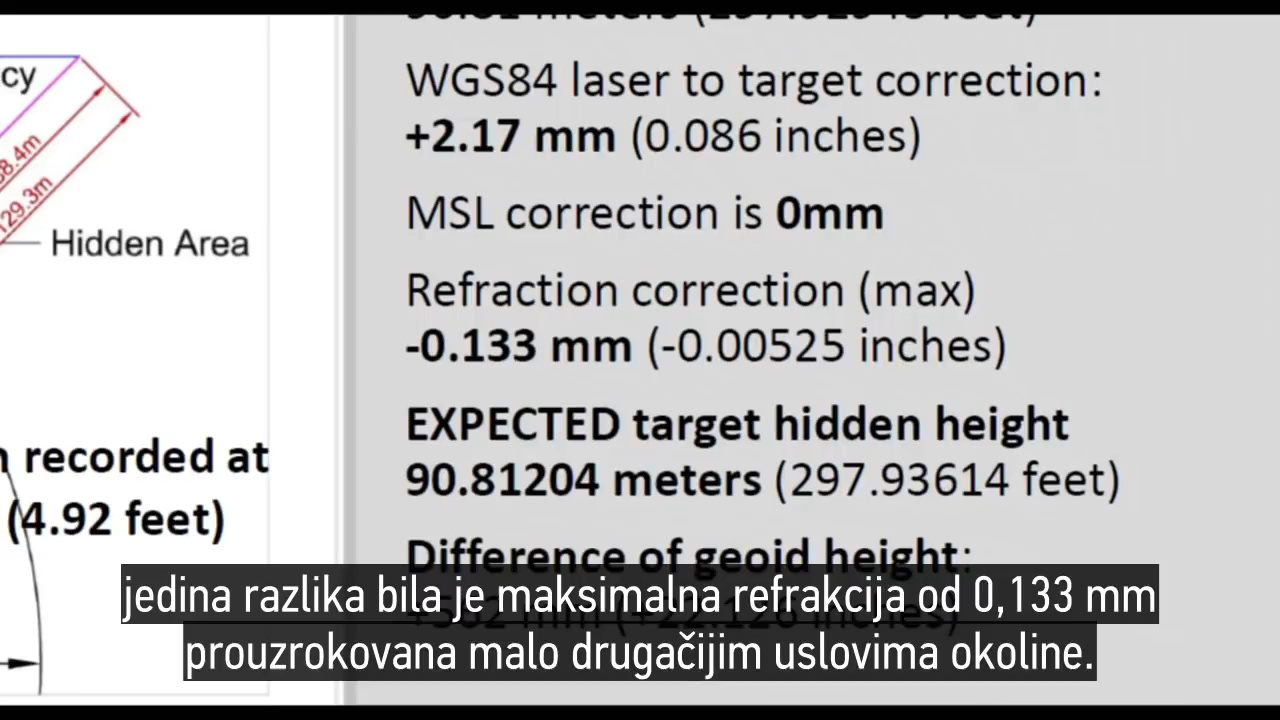 cy
129.3m
Hidden Area
recorded at
(4.92 feet)
WGS84 laser to target correction:
+2.17 mm (0.086 inches)
MSL correction is 0mm
Refraction correction (max)
-0.133 mm (-0.00525 inches)
EXPECTED target hidden height
90.81204 meters (297.93614 feet)
Difference of geoid height:
jedina razlika bila je maksimalna refrakcija od 0,133 mm
prouzrokovana malo drugačijim uslovima okoline.